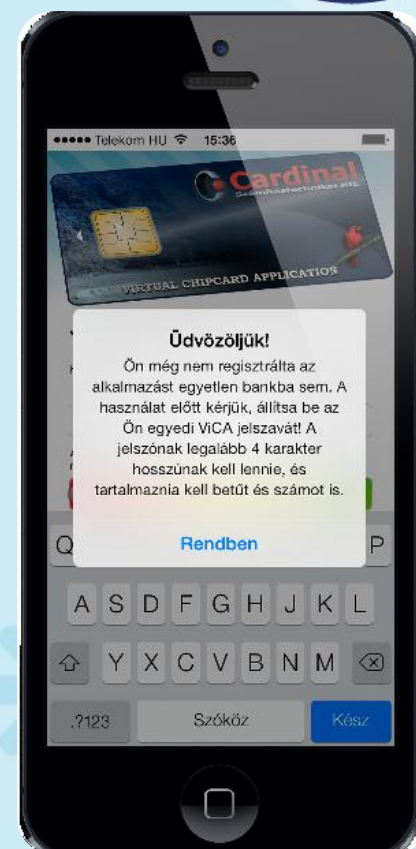 Telekom HU 15:36
Cardinal
Számítástechnikai Kft.
VIRTUAL CHIPCARD APPLICATION
Üdvözöljük!
Ön még nem regisztrálta az
alkalmazást egyetlen bankba sem. A
használat előtt kérjük, állítsa be az
Ön egyedi ViCA jelszavát! A
jelszónak legalább 4 karakter
hosszúnak kell lennie, és
tartalmaznia kell betűt és számot is.
Rendben
Q P
A S D F G H J K L
Y X C V B N M
.?123 Szóköz Kész